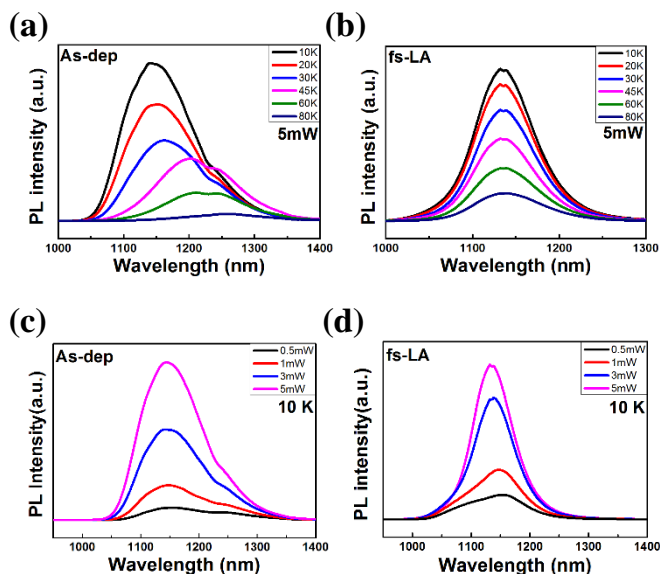 (a)
As-dep
10K
20K
30K
45K
60K
80K
5mW
PL intensity (a.u.)
1000 1100 1200 1300 1400
Wavelength (nm)
(b)
fs-LA
10K
20K
30K
45K
60K
80K
5mW
PL intensity (a.u.)
1000 1100 1200 1300
Wavelength (nm)
(c)
As-dep
0.5mW
1mW
3mW
5mW
10 K
PL Intensity(a.u.)
1000 1100 1200 1300 1400
Wavelength (nm)
(d)
fs-LA
0.5mW
1mW
3mW
5mW
10 K
PL Intensity(a.u.)
900 1000 1100 1200 1300 1400
Wavelength (nm)